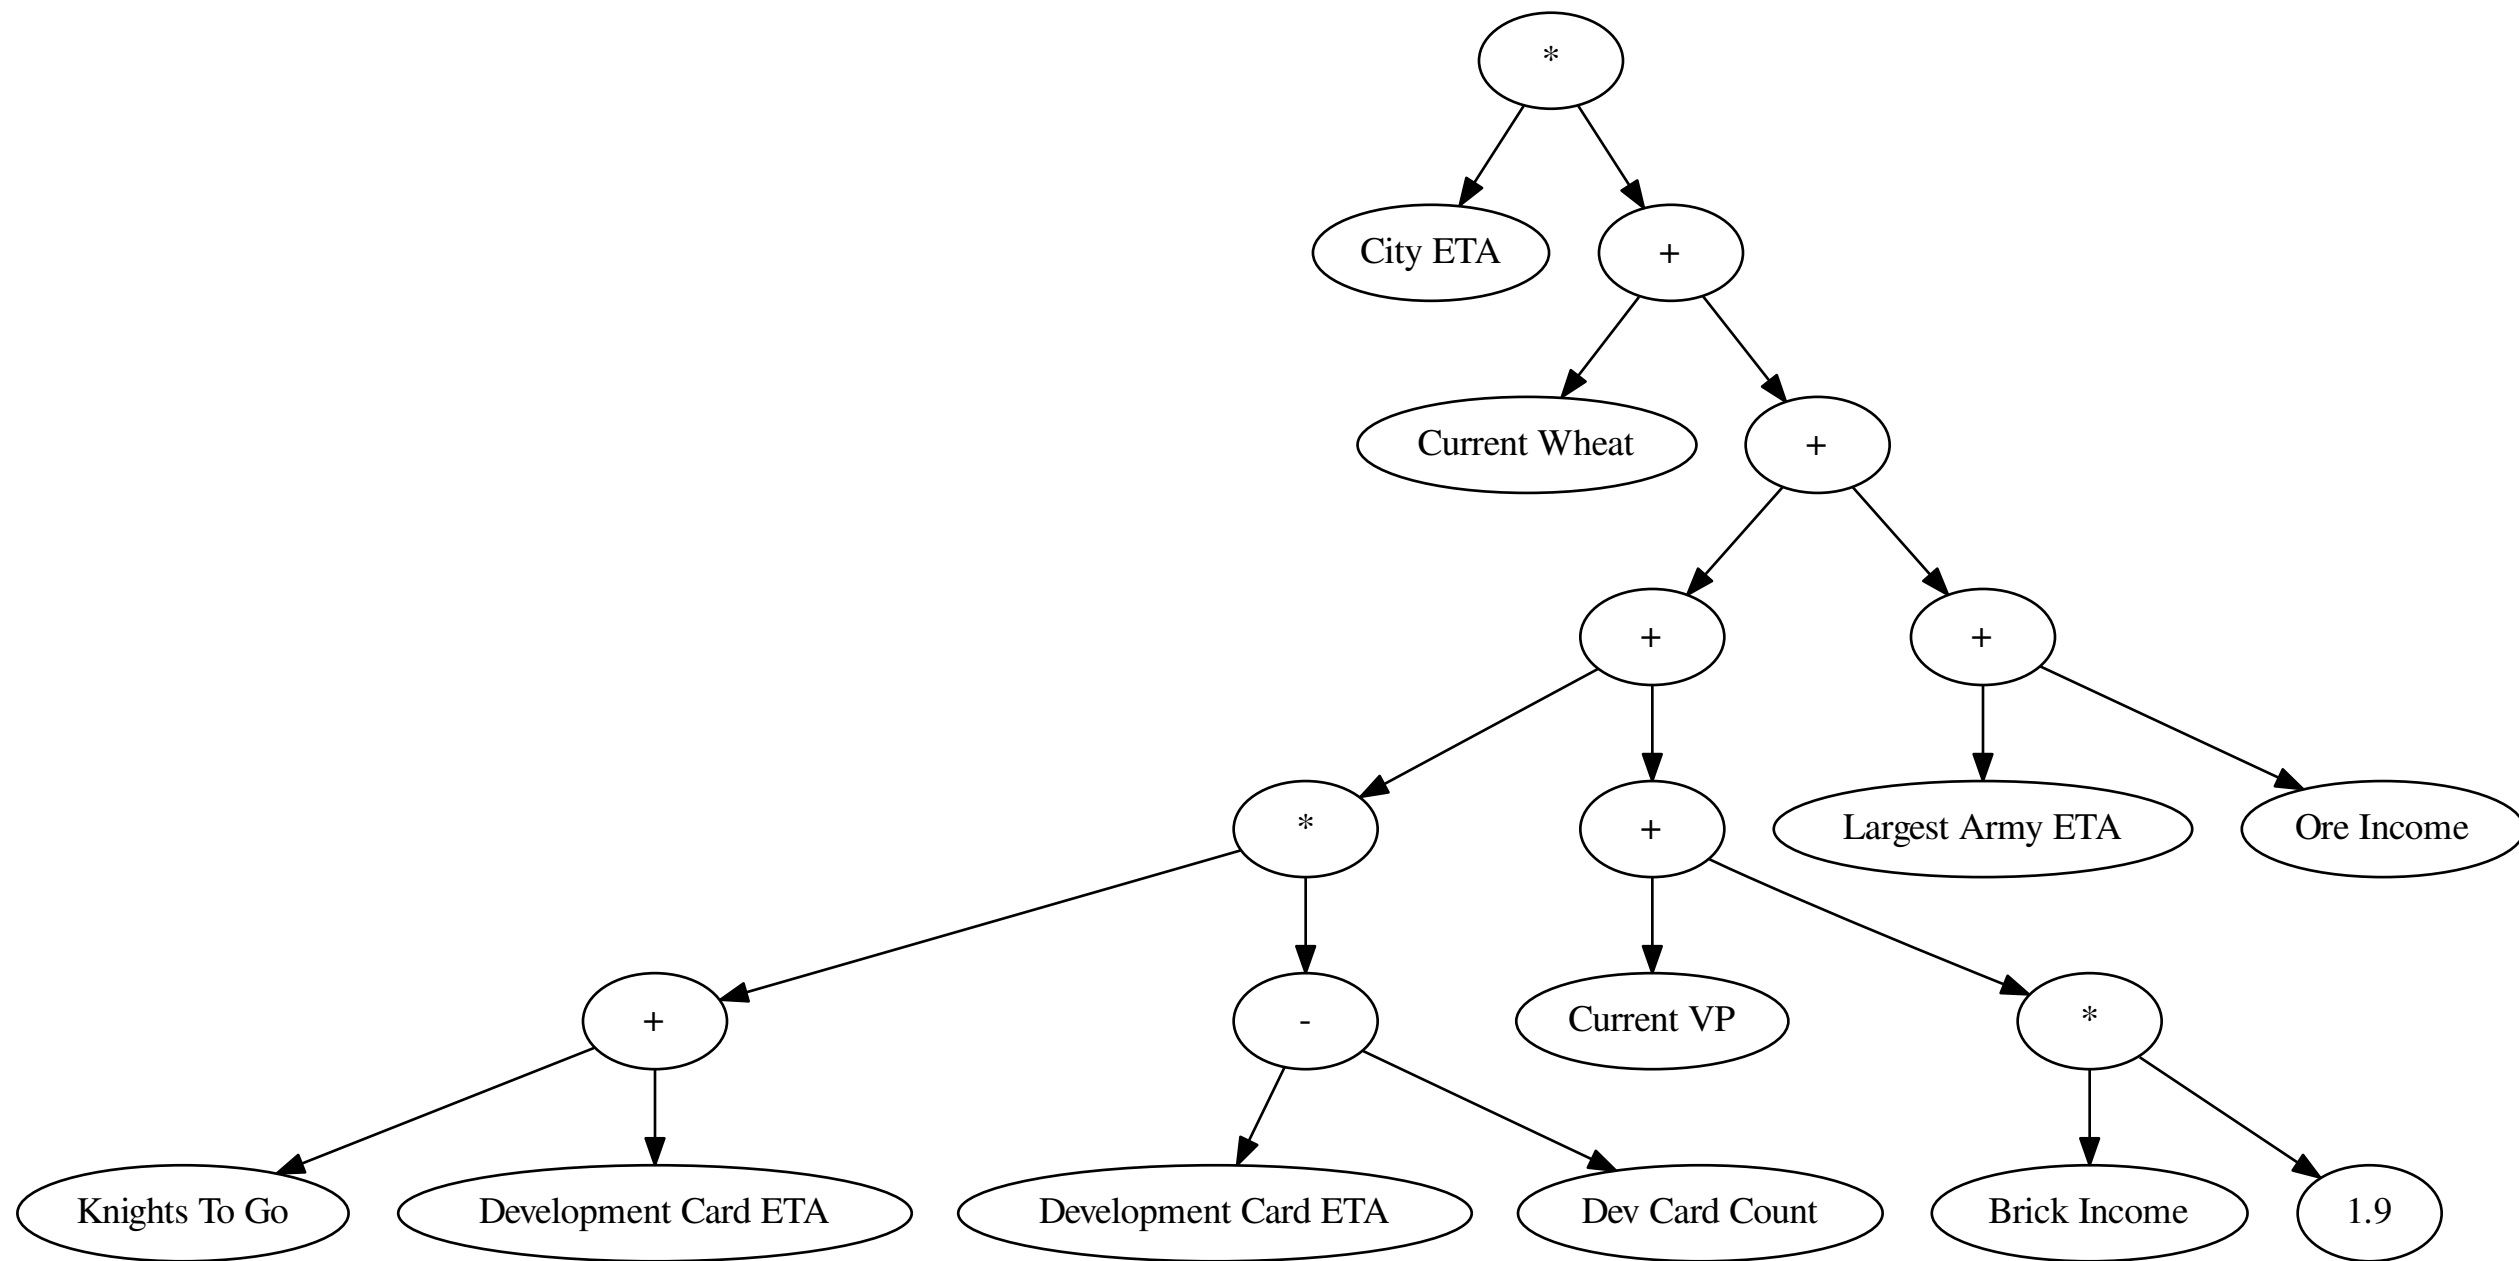 *
City ETA
+
Current Wheat
+
+
+
*
+
Largest Army ETA
Ore Income
+
-
Current VP
*
Knights To Go
Development Card ETA
Development Card ETA
Dev Card Count
Brick Income
1.9